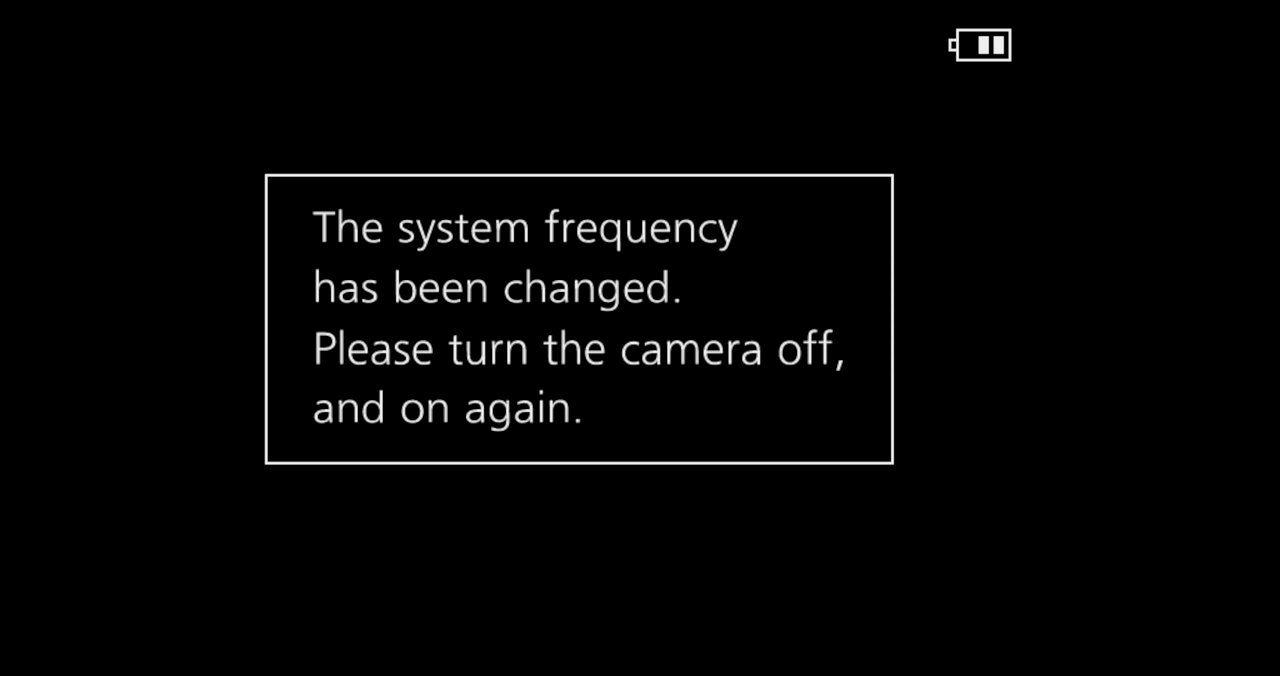 The system frequency
has been changed.
Please turn the camera off,
and on again.